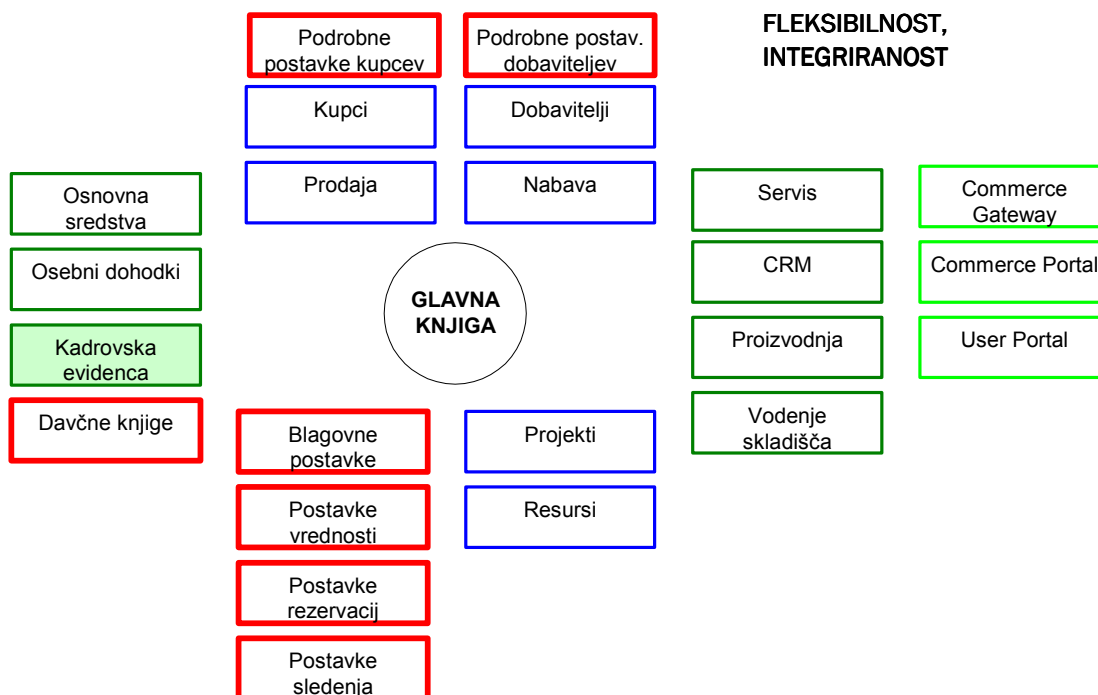 FLEKSIBILNOST,
INTEGRIRANOST
Podrobne
postavke kupcev
Podrobne postav.
dobaviteljev
Kupci
Dobavitelji
Prodaja
Nabava
Osnovna
sredstva
Osebni dohodki
Kadrovska
evidenca
Davčne knjige
GLAVNA
KNJIGA
Servis
CRM
Proizvodnja
Vodenje
skladišča
Commerce
Gateway
Commerce Portal
User Portal
Blagovne
postavke
Projekti
Postavke
vrednosti
Resursi
Postavke
rezervacij
Postavke
sledenja